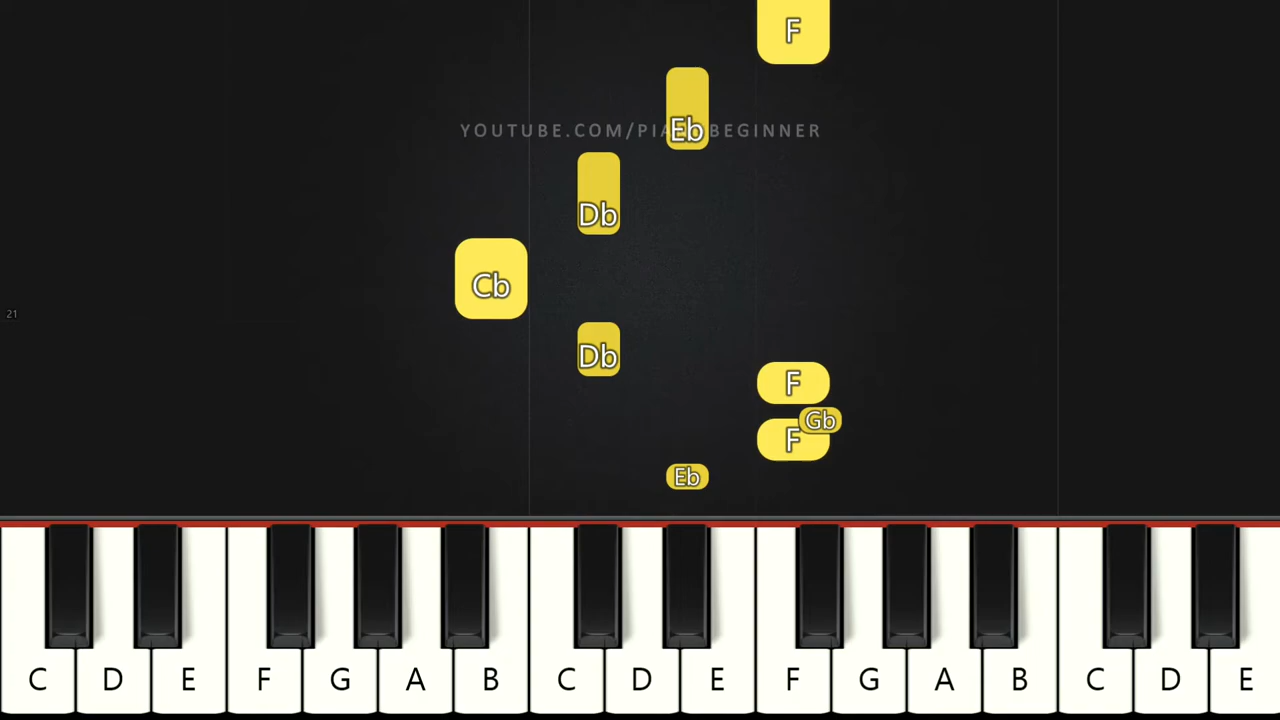 F
YOUTUBE.COM/PIA Eb BEGINNER
Db
Cb
21
Db
F
Gb
F
Eb
C D E F G A B C D E F G A B C D E